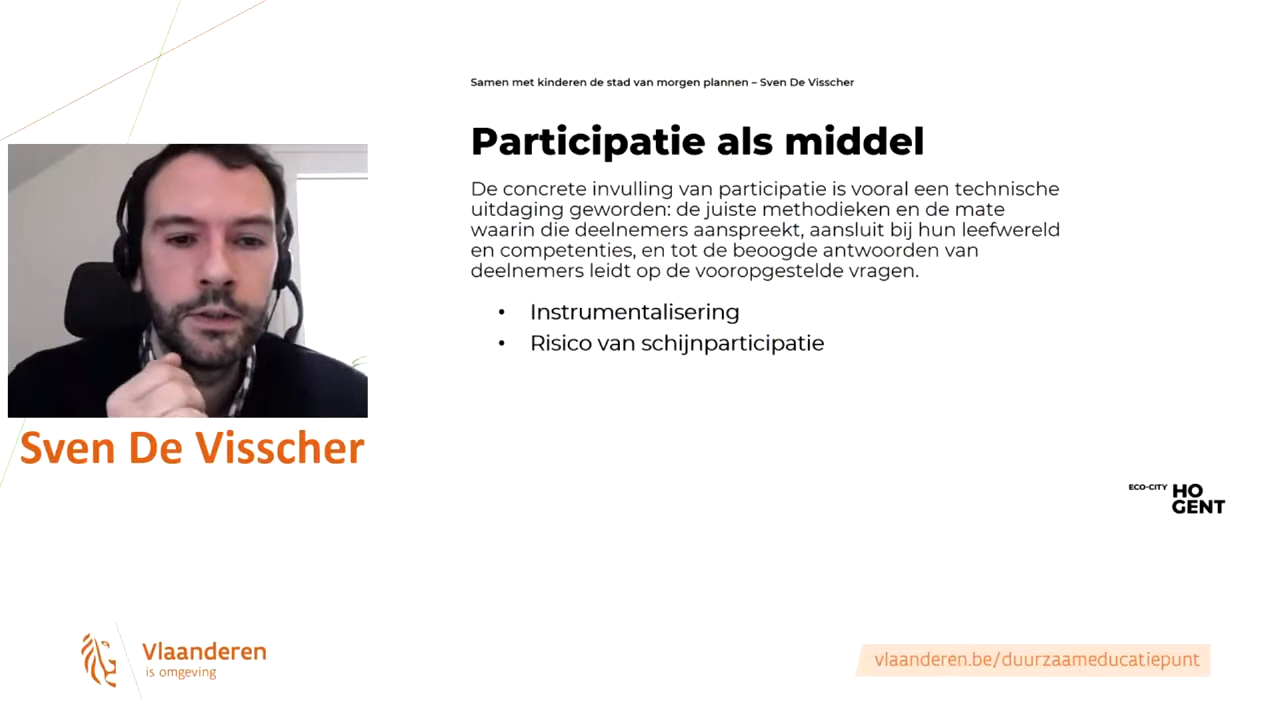 Samen met kinderen de stad van morgen plannen – Sven De Visscher
Participatie als middel
De concrete invulling van participatie is vooral een technische
uitdaging geworden: de juiste methodieken en de mate
waarin die deelnemers aanspreekt, aansluit bij hun leefwereld
en competenties, en tot de beoogde antwoorden van
deelnemers leidt op de vooropgestelde vragen.
• Instrumentalisering
• Risico van schijnparticipatie
Sven De Visscher
ECO-CITY
HO
GENT
Vlaanderen
is omgeving
vlaanderen.be/duurzaameducatiepunt